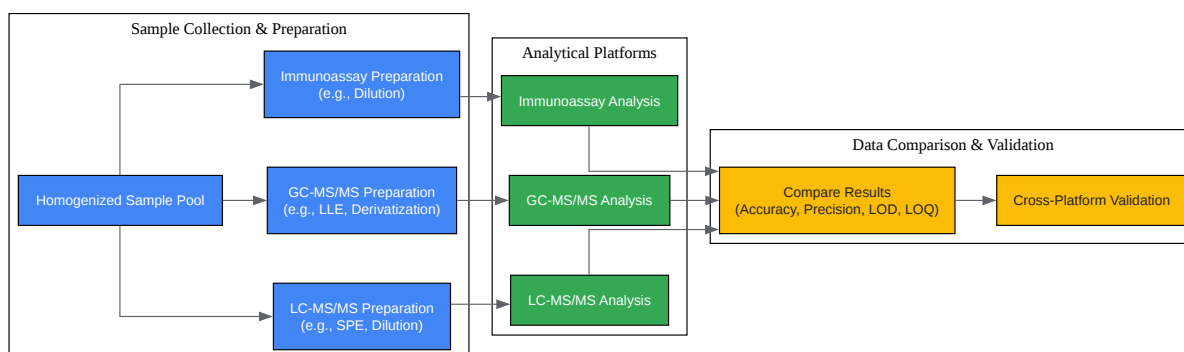 Sample Collection & Preparation
Immunoassay Preparation
(e.g., Dilution)
Homogenized Sample Pool
GC-MS/MS Preparation
(e.g., LLE, Derivatization)
LC-MS/MS Preparation
(e.g., SPE, Dilution)
Analytical Platforms
Immunoassay Analysis
GC-MS/MS Analysis
LC-MS/MS Analysis
Data Comparison & Validation
Compare Results
(Accuracy, Precision, LOD, LOQ)
Cross-Platform Validation